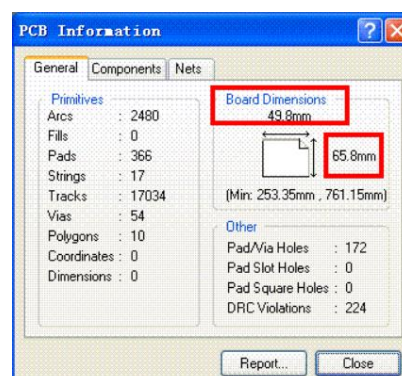 PCB Information
General Components Nets
Primitives
Arcs : 2480
Fills : 0
Pads : 366
Strings : 17
Tracks : 17034
Vias : 54
Polygons : 10
Coordinates : 0
Dimensions : 0
Board Dimensions
49.8mm
65.8mm
(Min: 253.35mm , 761.15mm)
Other
Pad/Via Holes : 172
Pad Slot Holes : 0
Pad Square Holes : 0
DRC Violations : 224
Report... Close